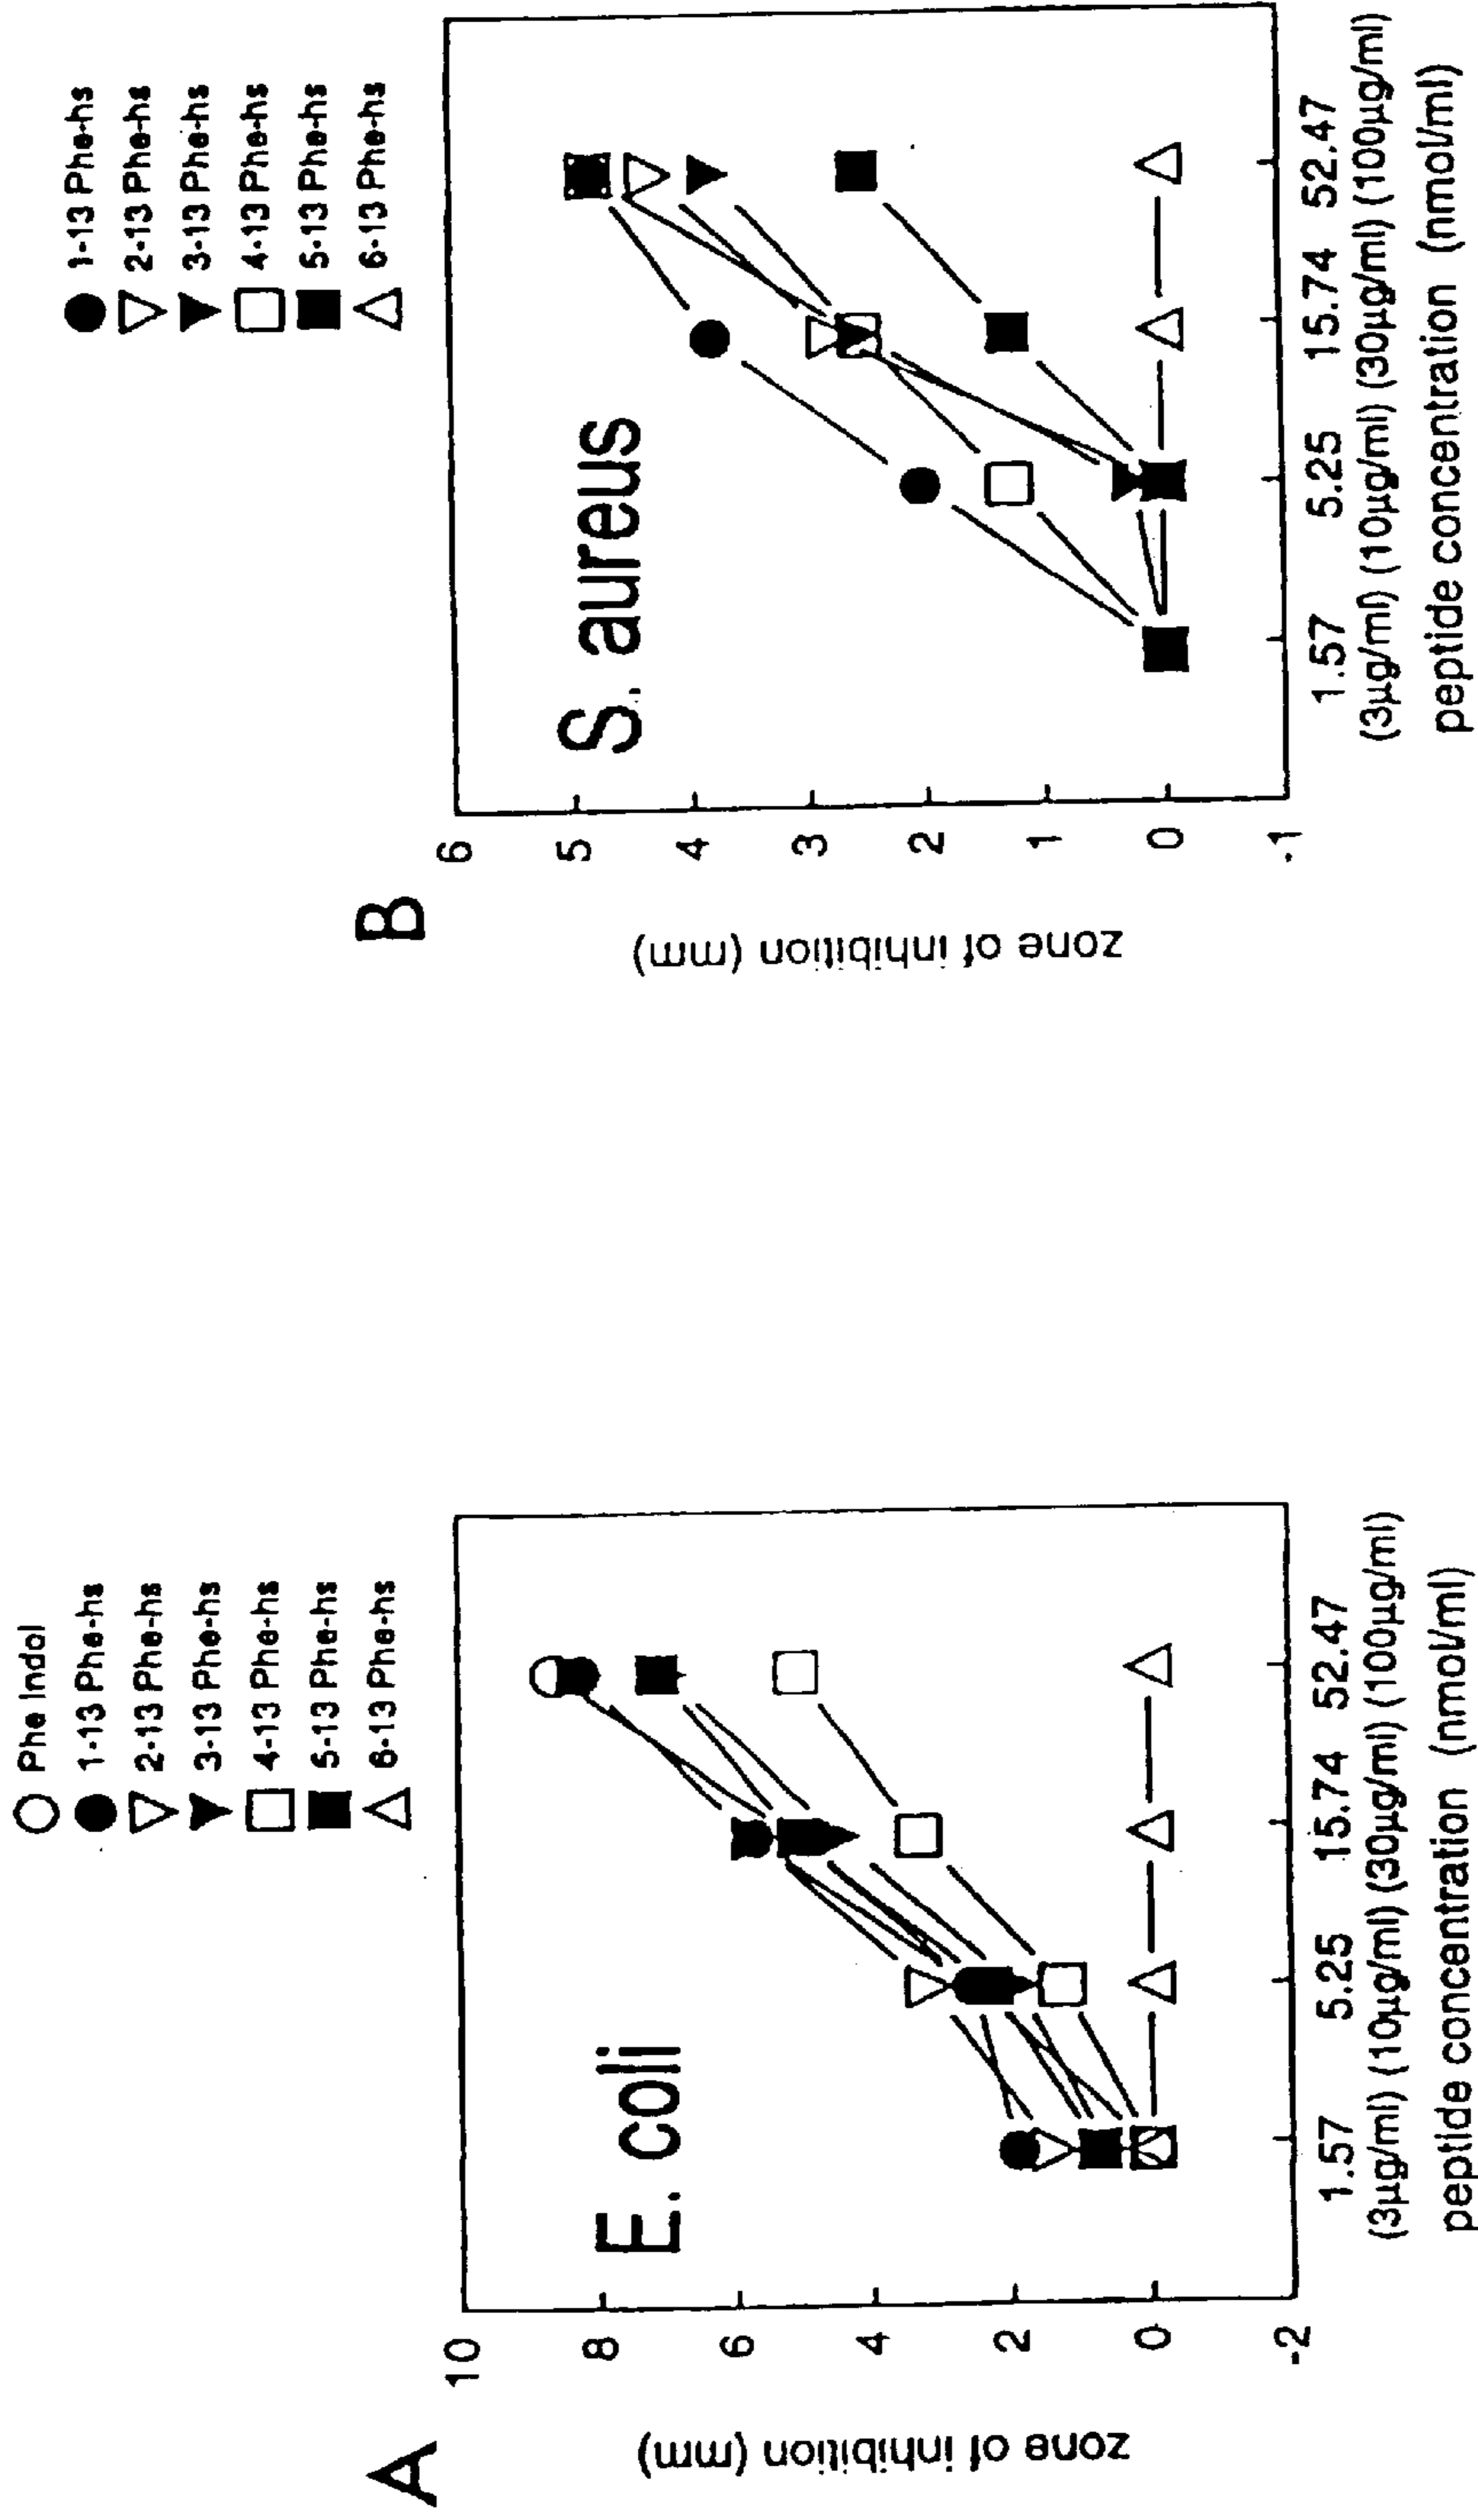 A
Phe Indol
1-13 Phe-hs
2-13 Phe-hs
3-13 Phe-hs
4-13 Phe-hs
5-13 Phe-hs
6-13 Phe-hs
10
8
6
4
2
0
-2
zone of inhibition (mm)
E. coli
1.57 5.25 15.74 52.47
(3µg/ml) (10µg/ml) (30µg/ml) (100µg/ml)
peptide concentration (nmol/ml)
B
1-13 Phe-hs
2-13 Phe-hs
3-13 Phe-hs
4-13 Phe-hs
5-13 Phe-hs
6-13 Phe-hs
6
5
4
3
2
1
0
-1
zone of inhibition (mm)
S. aureus
1.57 5.25 15.74 52.47
(3µg/ml) (10µg/ml) (30µg/ml) (100µg/ml)
peptide concentration (nmol/ml)